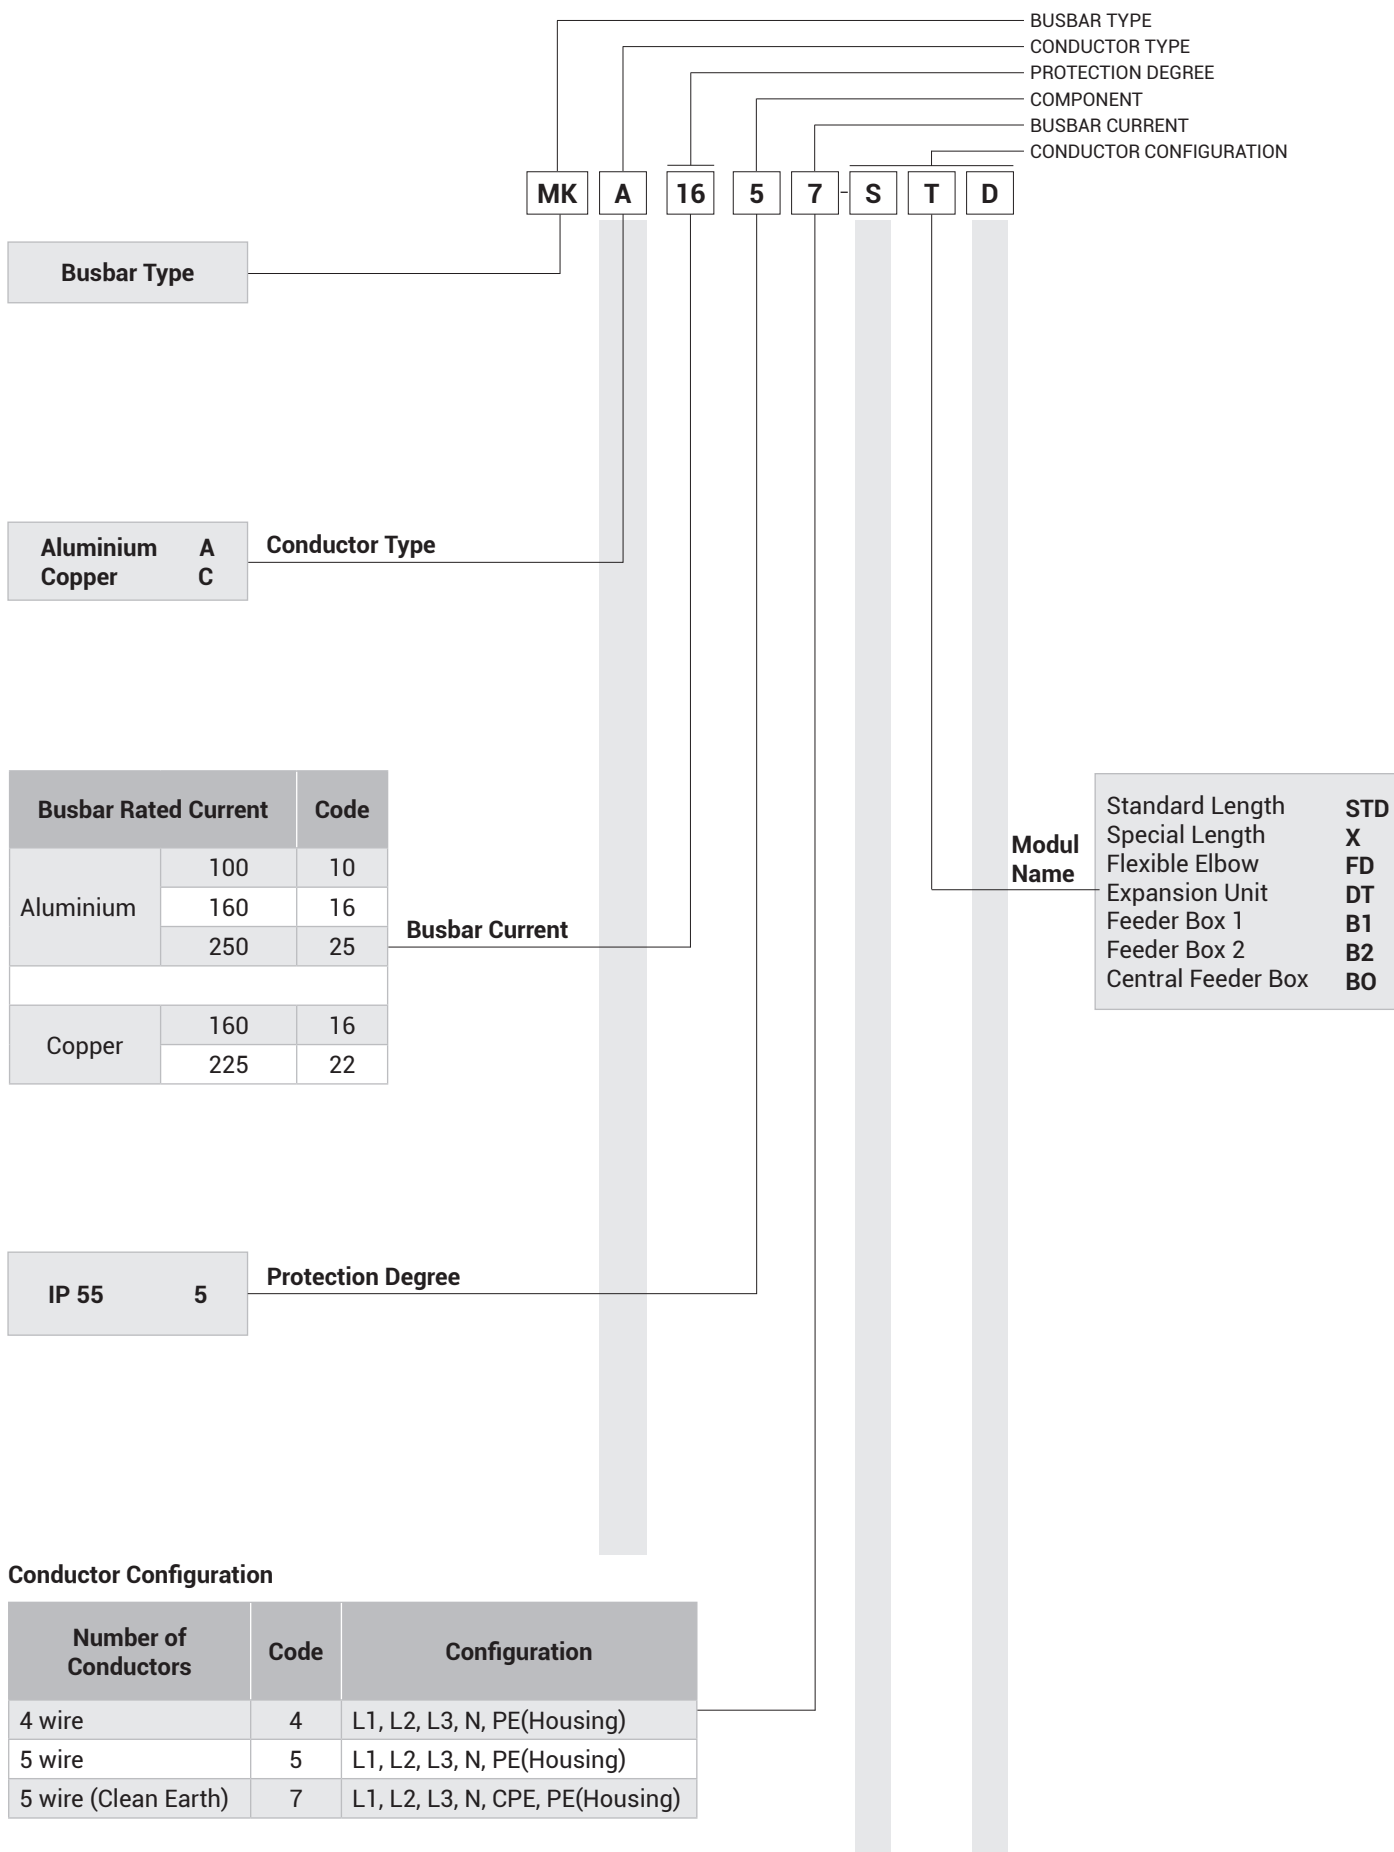 BUSBAR TYPE
CONDUCTOR TYPE
PROTECTION DEGREE
COMPONENT
BUSBAR CURRENT
CONDUCTOR CONFIGURATION
MK A 16 5 7 - S T D
Busbar Type
Aluminium A
Copper C
Conductor Type
Busbar Rated Current Code
Aluminium
100 10
160 16
250 25
Copper
160 16
225 22
Busbar Current
Modul
Name
Standard Length STD
Special Length X
Flexible Elbow FD
Expansion Unit DT
Feeder Box 1 B1
Feeder Box 2 B2
Central Feeder Box BO
IP 55 5
Protection Degree
Conductor Configuration
Number of
Conductors
Code
Configuration
4 wire 4 L1, L2, L3, N, PE(Housing)
5 wire 5 L1, L2, L3, N, PE(Housing)
5 wire (Clean Earth) 7 L1, L2, L3, N, CPE, PE(Housing)